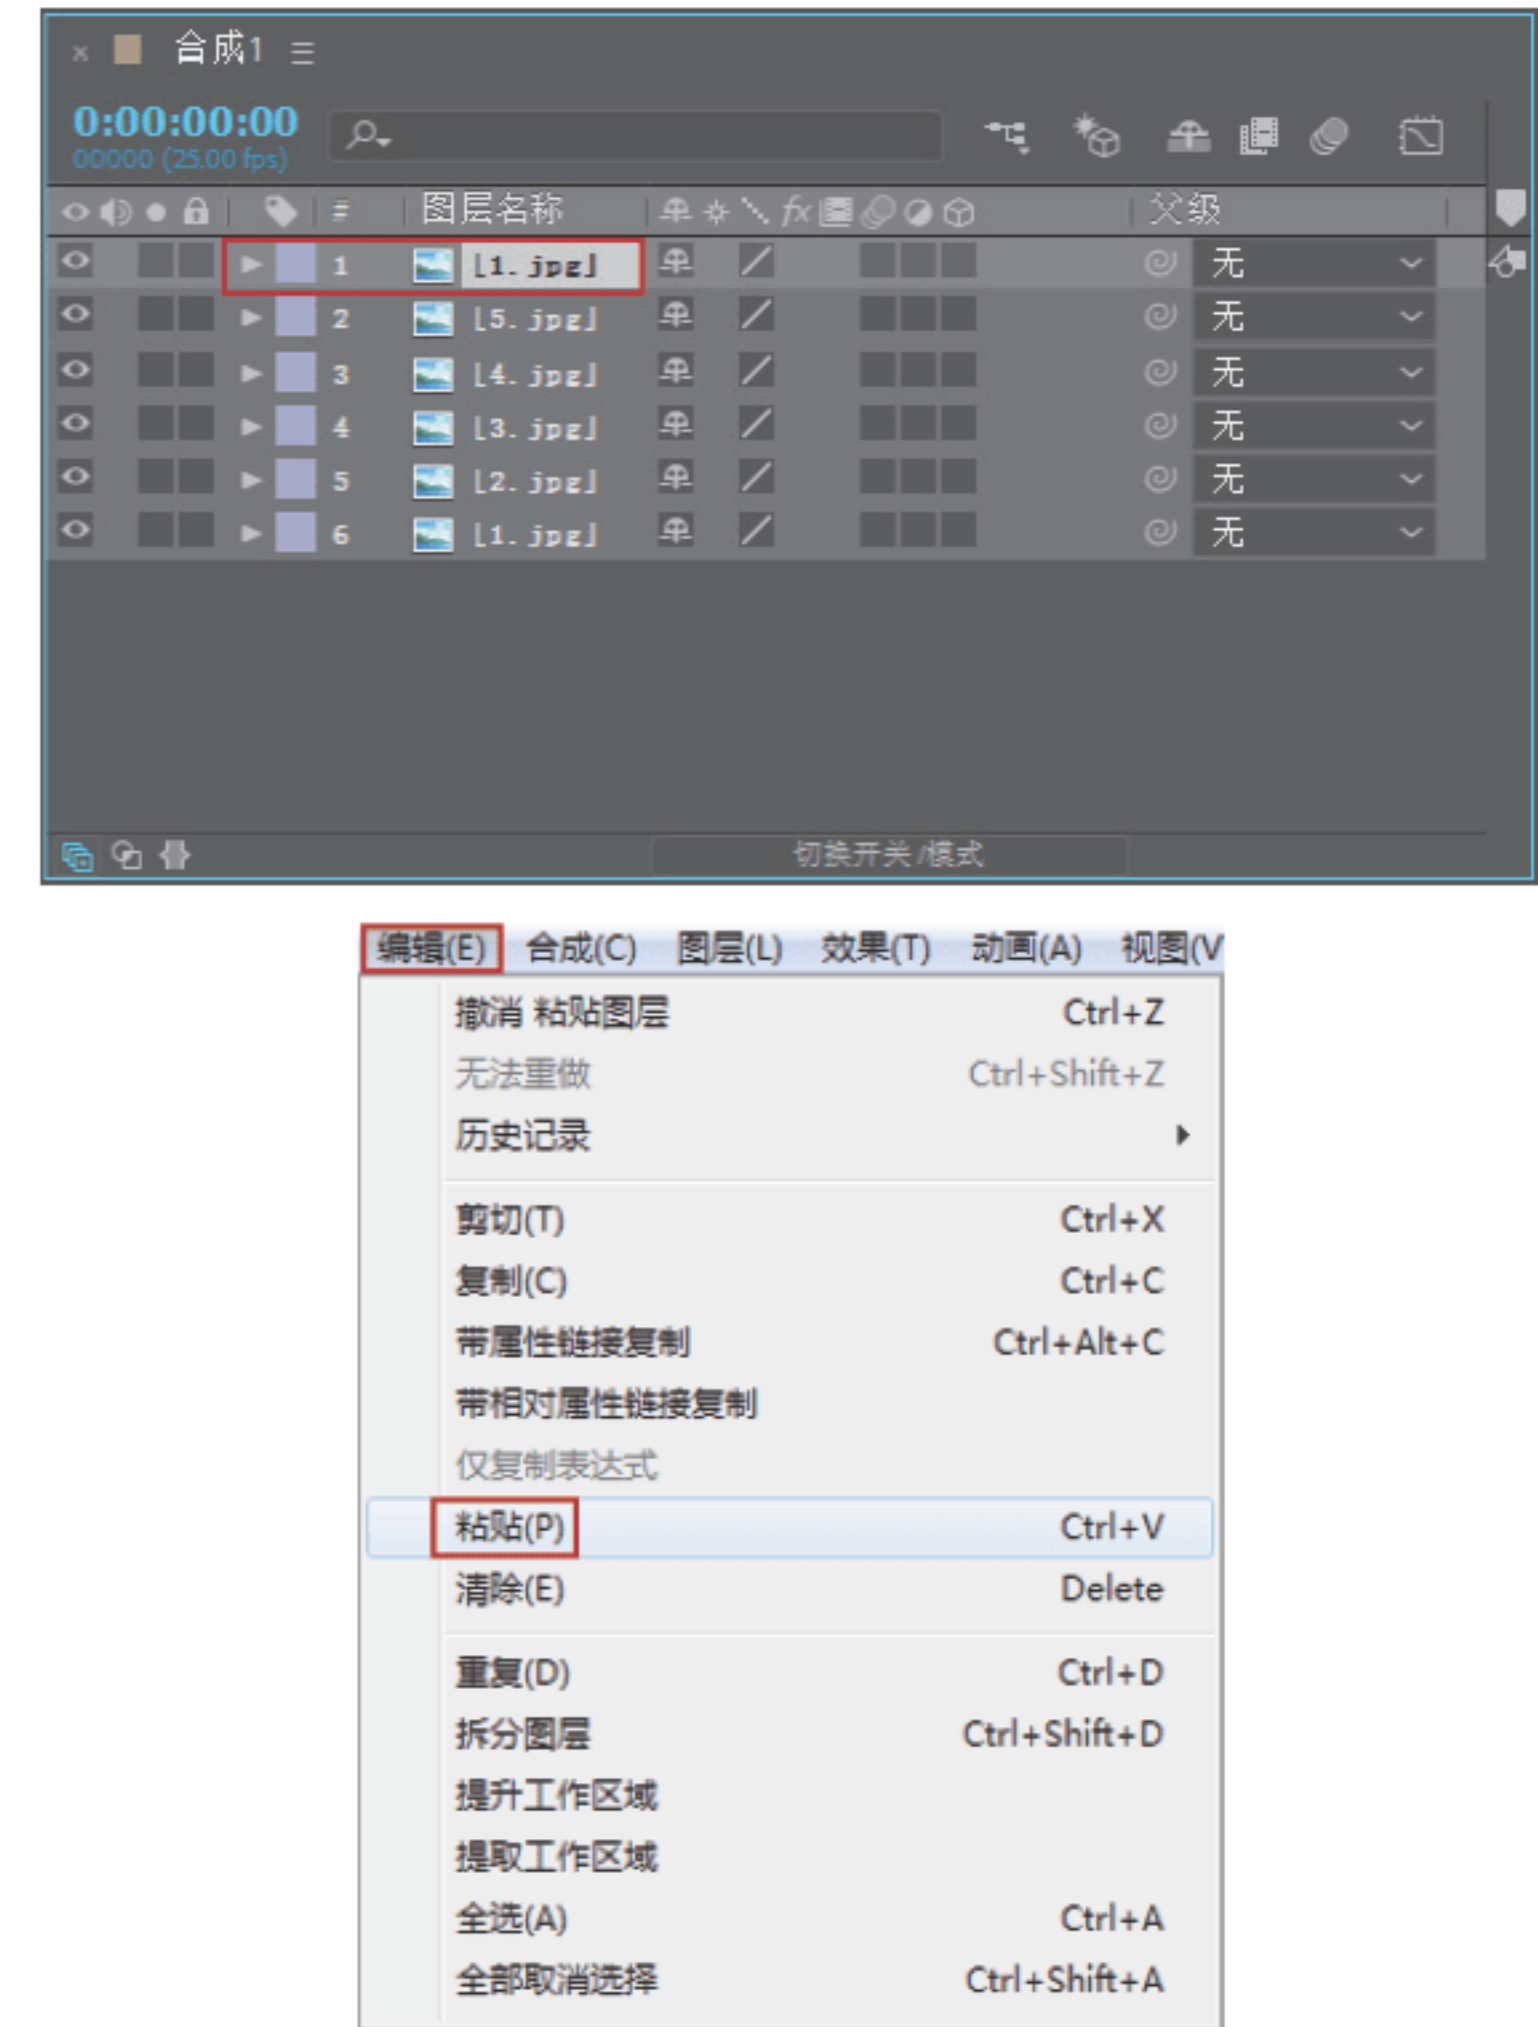 合成1
0:00:00:00
00000 (25.00 fps)
# 图层名称 fx 父级
1 [1.jpg] 无
2 [5.jpg] 无
3 [4.jpg] 无
4 [3.jpg] 无
5 [2.jpg] 无
6 [1.jpg] 无
切换开关/模式
编辑(E) 合成(C) 图层(L) 效果(T) 动画(A) 视图(V
撤消 粘贴图层 Ctrl+Z
无法重做 Ctrl+Shift+Z
历史记录
剪切(T) Ctrl+X
复制(C) Ctrl+C
带属性链接复制 Ctrl+Alt+C
带相对属性链接复制
仅复制表达式
粘贴(P) Ctrl+V
清除(E) Delete
重复(D) Ctrl+D
拆分图层 Ctrl+Shift+D
提升工作区域
提取工作区域
全选(A) Ctrl+A
全部取消选择 Ctrl+Shift+A